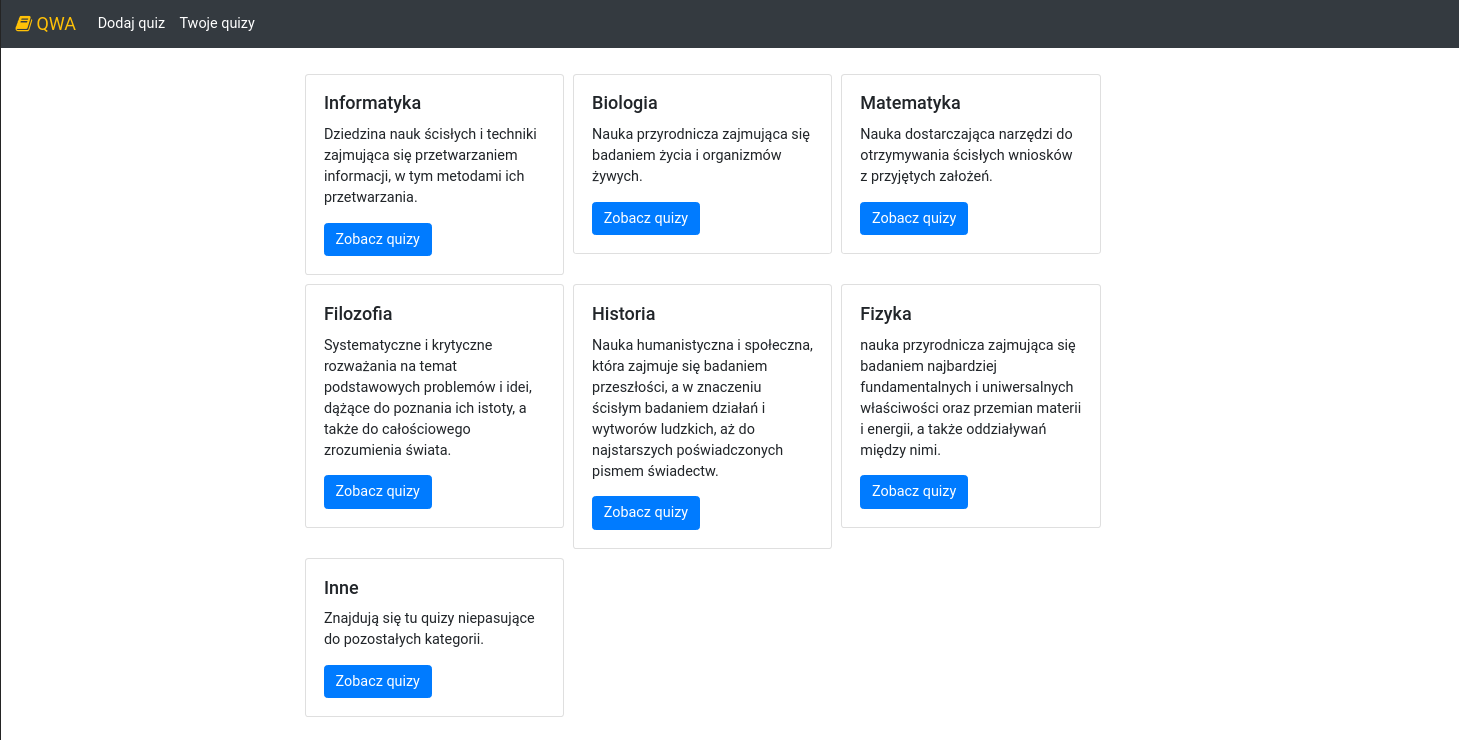 QWA Dodaj quiz Twoje quizy
Informatyka
Dziedzina nauk ścisłych i techniki
zajmująca się przetwarzaniem
informacji, w tym metodami ich
przetwarzania.
Zobacz quizy
Biologia
Nauka przyrodnicza zajmująca się
badaniem życia i organizmów
żywych.
Zobacz quizy
Matematyka
Nauka dostarczająca narzędzi do
otrzymywania ścisłych wniosków
z przyjętych założeń.
Zobacz quizy
Filozofia
Systematyczne i krytyczne
rozważania na temat
podstawowych problemów i idei,
dążące do poznania ich istoty, a
także do całościowego
zrozumienia świata.
Zobacz quizy
Historia
Nauka humanistyczna i społeczna,
która zajmuje się badaniem
przeszłości, a w znaczeniu
ścisłym badaniem działań i
wytworów ludzkich, aż do
najstarszych poświadczonych
pismem świadectw.
Zobacz quizy
Fizyka
nauka przyrodnicza zajmująca się
badaniem najbardziej
fundamentalnych i uniwersalnych
właściwości oraz przemian materii
i energii, a także oddziaływań
między nimi.
Zobacz quizy
Inne
Znajdują się tu quizy niepasujące
do pozostałych kategorii.
Zobacz quizy